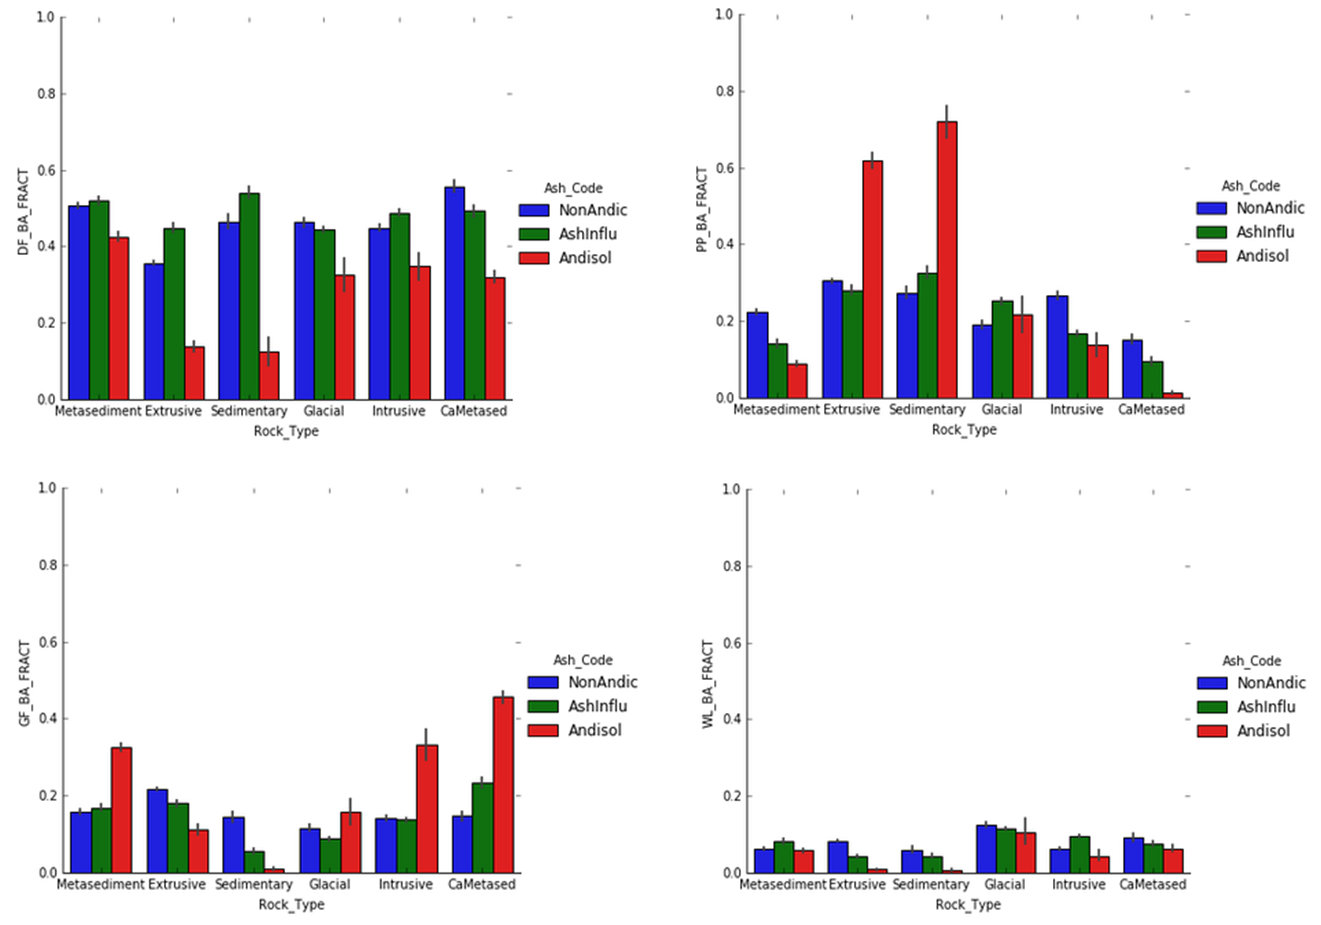 1.0
0.8
0.6
0.4
0.2
0.0
DF_BA_FRACT
Metasediment Extrusive Sedimentary Glacial Intrusive CaMetased
Rock_Type
Ash_Code
NonAndic
AshInflu
Andisol
1.0
0.8
0.6
0.4
0.2
0.0
PP_BA_FRACT
Metasediment Extrusive Sedimentary Glacial Intrusive CaMetased
Rock_Type
Ash_Code
NonAndic
AshInflu
Andisol
1.0
0.8
0.6
0.4
0.2
0.0
GF_BA_FRACT
Metasediment Extrusive Sedimentary Glacial Intrusive CaMetased
Rock_Type
Ash_Code
NonAndic
AshInflu
Andisol
1.0
0.8
0.6
0.4
0.2
0.0
WL_BA_FRACT
Metasediment Extrusive Sedimentary Glacial Intrusive CaMetased
Rock_Type
Ash_Code
NonAndic
AshInflu
Andisol